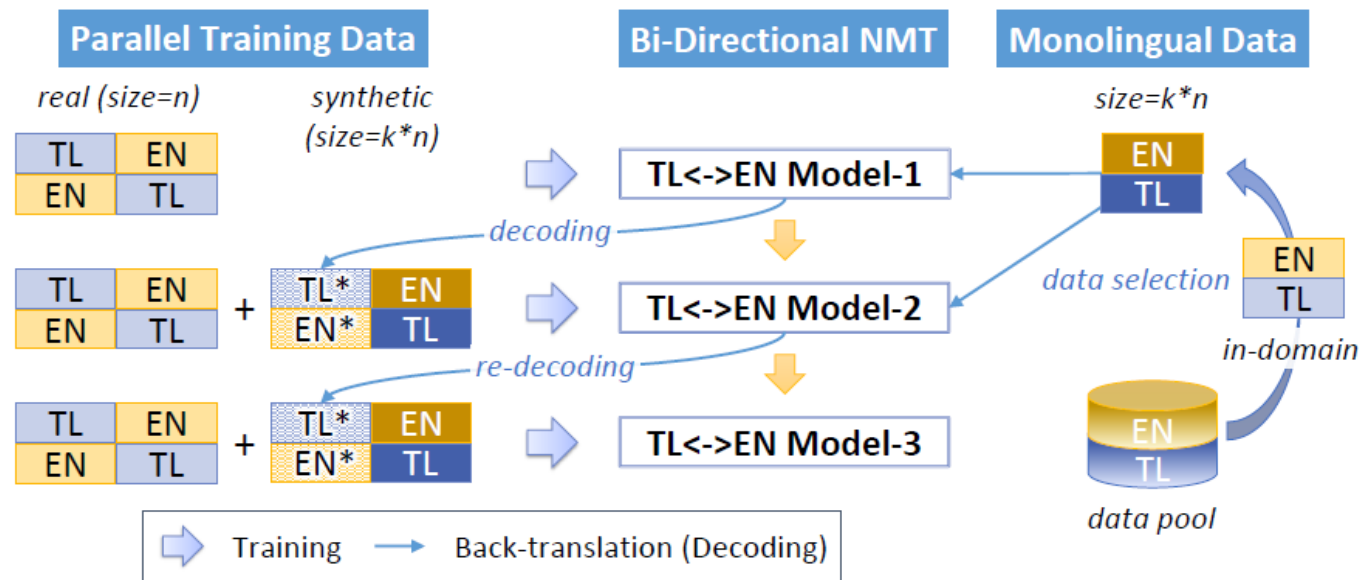 Parallel Training Data
Bi-Directional NMT
Monolingual Data
real (size=n)
synthetic
(size=k*n)
size=k*n
TL EN
EN TL
TL<->EN Model-1
EN
TL
decoding
data selection
EN
TL
in-domain
TL EN
EN TL
+
TL* EN
EN* TL
TL<->EN Model-2
re-decoding
TL EN
EN TL
+
TL* EN
EN* TL
TL<->EN Model-3
EN
TL
data pool
Training
Back-translation (Decoding)